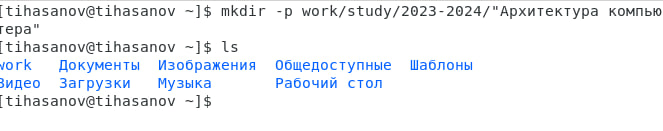 [tihasanov@tihasanov ~]$ mkdir -p work/study/2023-2024/"Архитектура компью
тера"
[tihasanov@tihasanov ~]$ ls
work Документы Изображения Общедоступные Шаблоны
Видео Загрузки Музыка Рабочий стол
[tihasanov@tihasanov ~]$